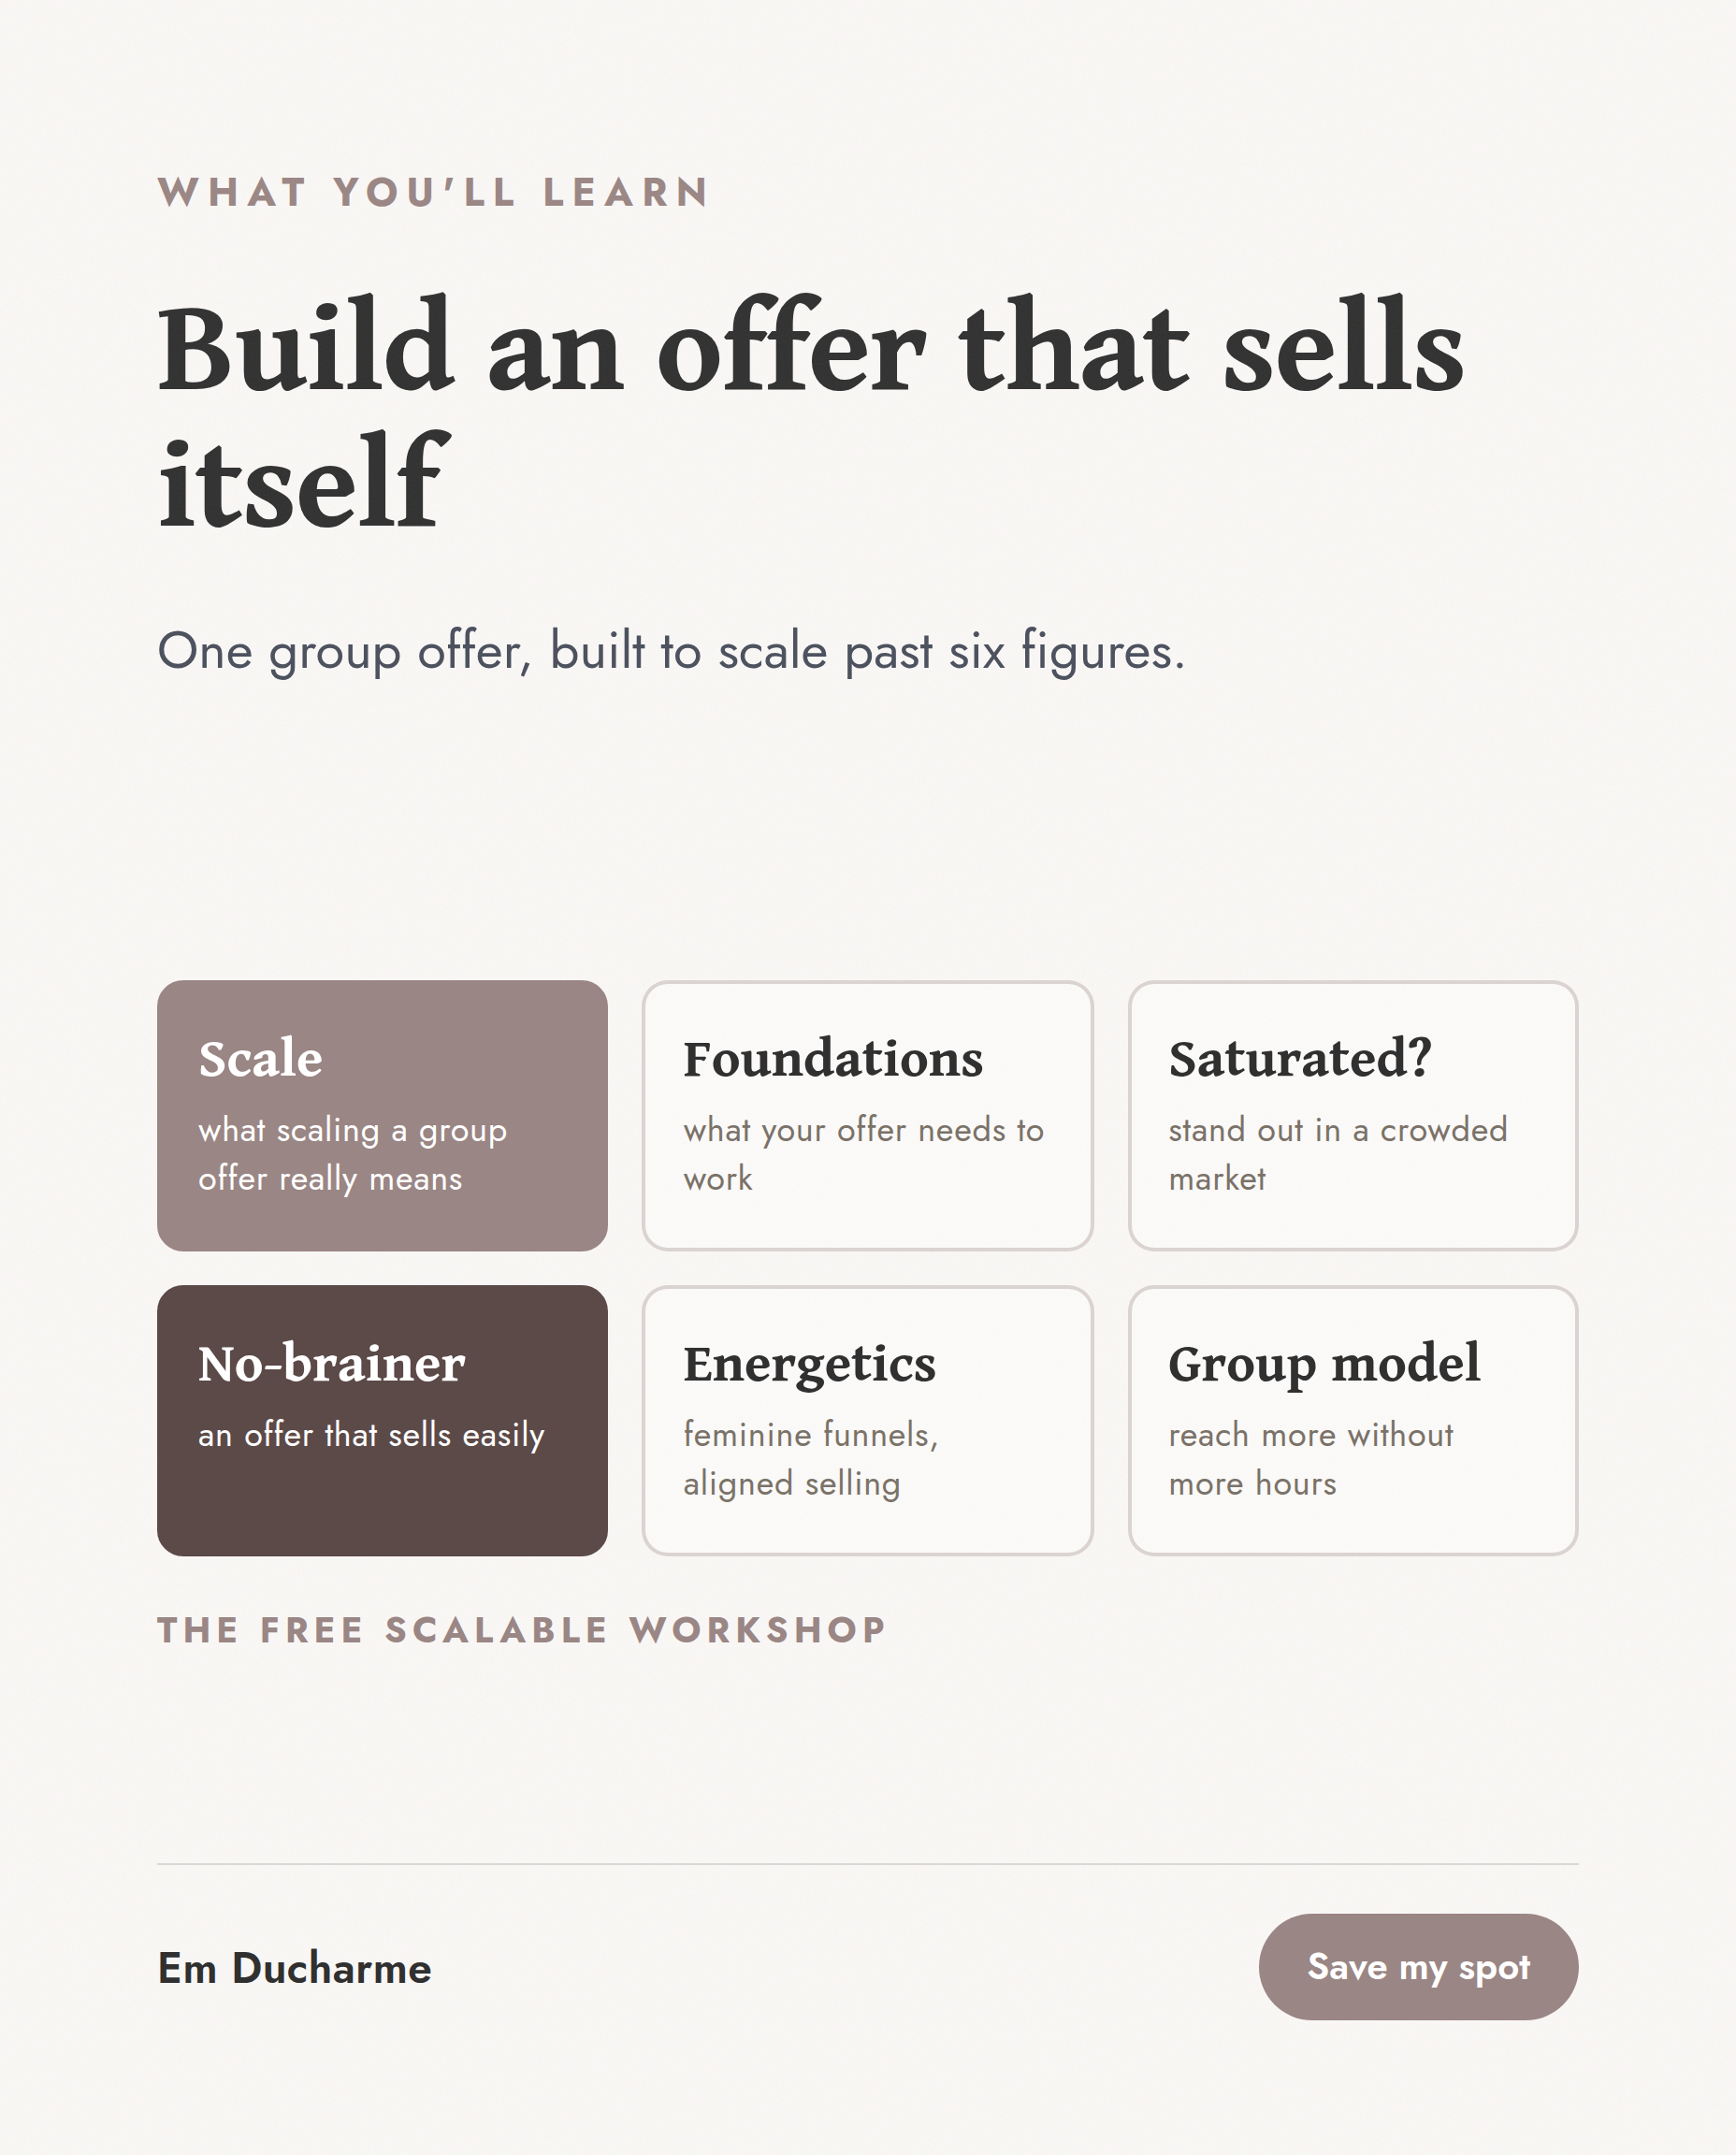 WHAT YOU'LL LEARN
Build an offer that sells
itself
One group offer, built to scale past six figures.
Scale
what scaling a group
offer really means
Foundations
what your offer needs to
work
Saturated?
stand out in a crowded
market
No-brainer
an offer that sells easily
Energetics
feminine funnels,
aligned selling
Group model
reach more without
more hours
THE FREE SCALABLE WORKSHOP
Em Ducharme
Save my spot